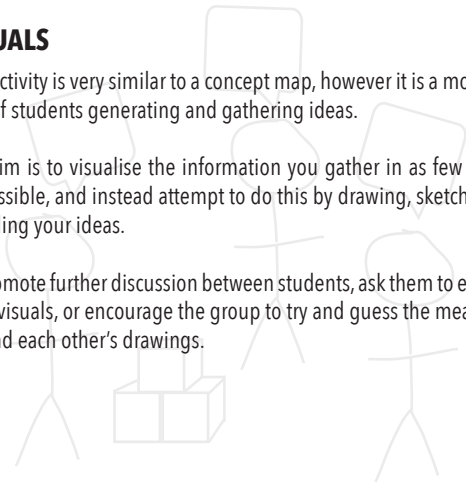 UALS
ctivity is very similar to a concept map, however it is a mo
f students generating and gathering ideas.
im is to visualise the information you gather in as few
ssible, and instead attempt to do this by drawing, sketch
ling your ideas.
omote further discussion between students, ask them to e
visuals, or encourage the group to try and guess the mea
d each other's drawings.